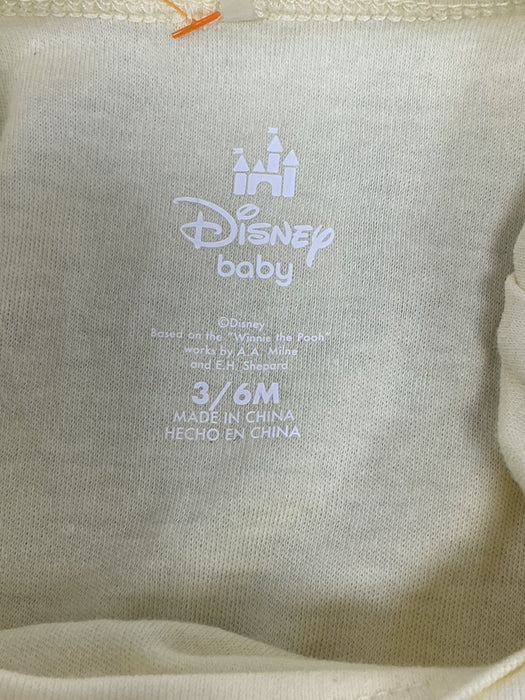 Disney
baby
©Disney
Based on the "Winnie the Pooh"
works by A.A. Milne
and E.H. Shepard
3/6M
MADE IN CHINA
HECHO EN CHINA